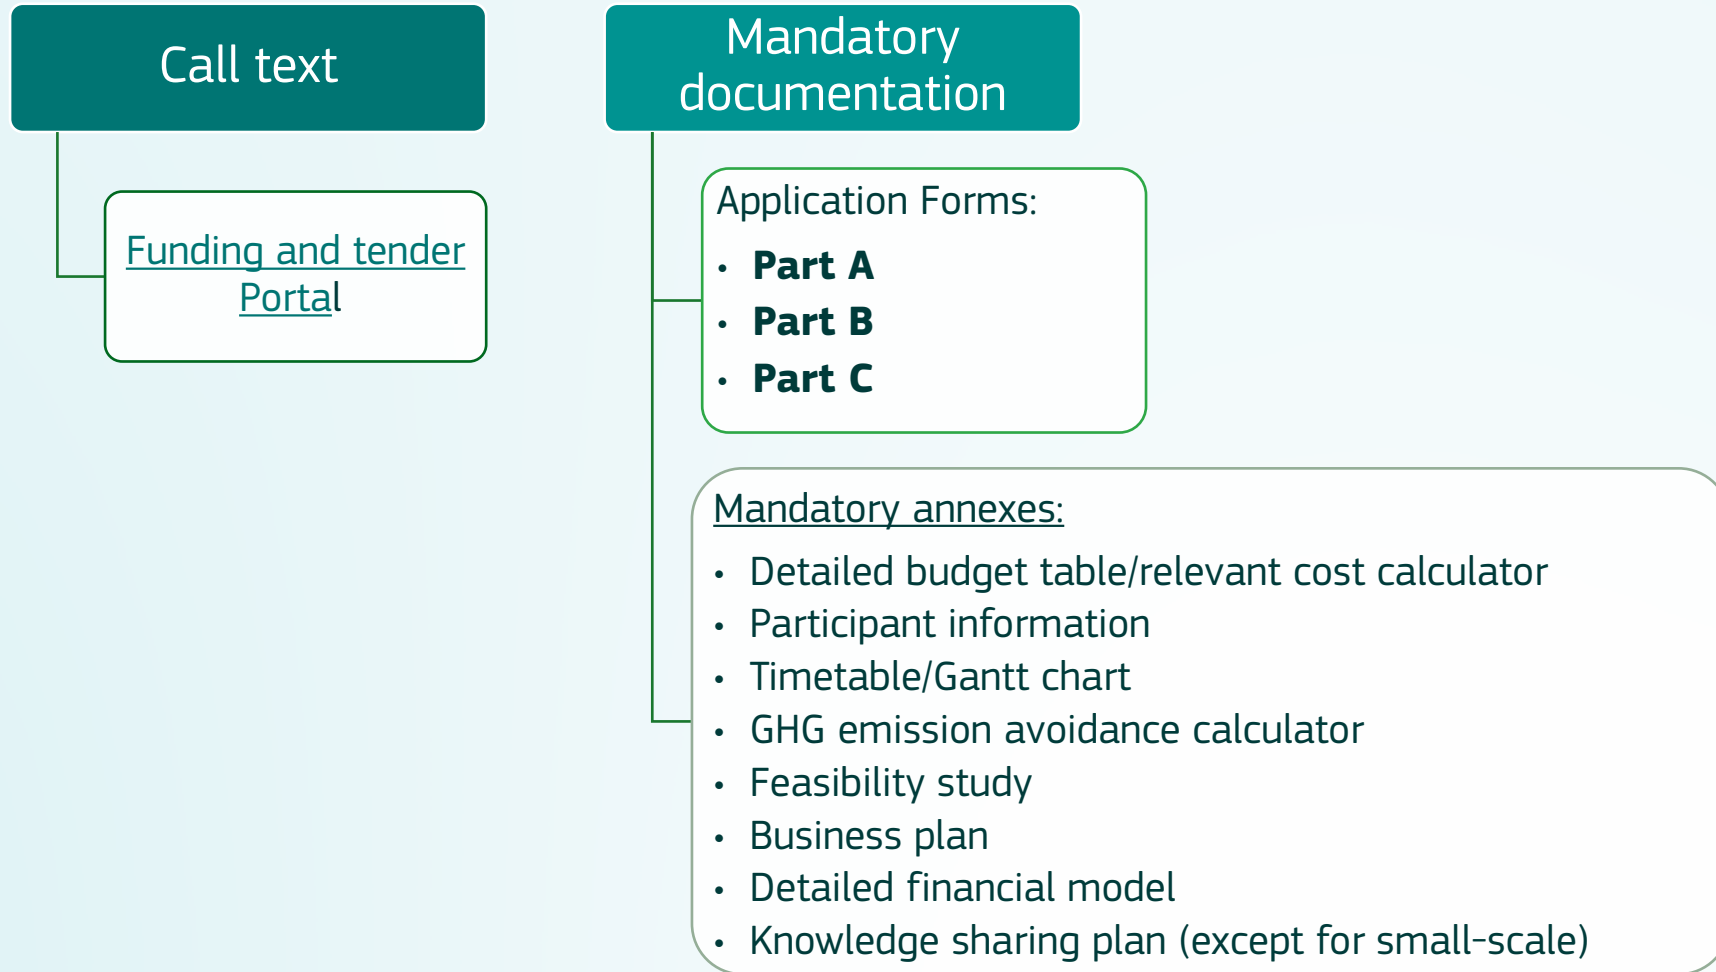 Call text
Funding and tender
Portal
Mandatory
documentation
Application Forms:
• Part A
• Part B
• Part C
Mandatory annexes:
• Detailed budget table/relevant cost calculator
• Participant information
• Timetable/Gantt chart
• GHG emission avoidance calculator
• Feasibility study
• Business plan
• Detailed financial model
• Knowledge sharing plan (except for small-scale)